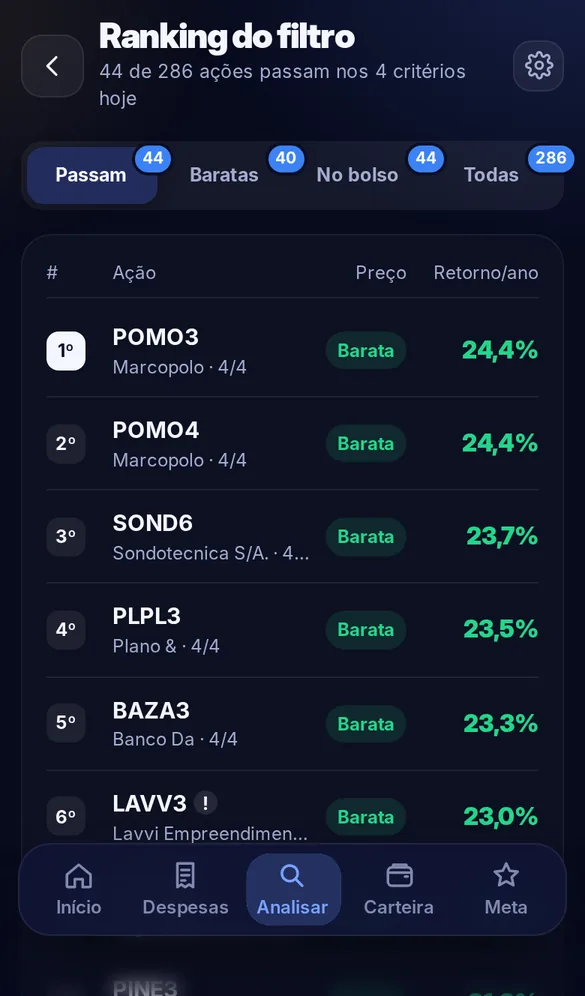 Ranking do filtro
44 de 286 ações passam nos 4 critérios
hoje
Passam 44
Baratas 40
No bolso 44
Todas 286
# Ação Preço Retorno/ano
1º POMO3 Barata 24,4%
Marcopolo · 4/4
2º POMO4 Barata 24,4%
Marcopolo · 4/4
3º SOND6 Barata 23,7%
Sondotecnica S/A. · 4...
4º PLPL3 Barata 23,5%
Plano & · 4/4
5º BAZA3 Barata 23,3%
Banco Da · 4/4
6º LAVV3 ! Barata 23,0%
Lavvi Empreendimen...
Início Despesas Analisar Carteira Meta
PINE3